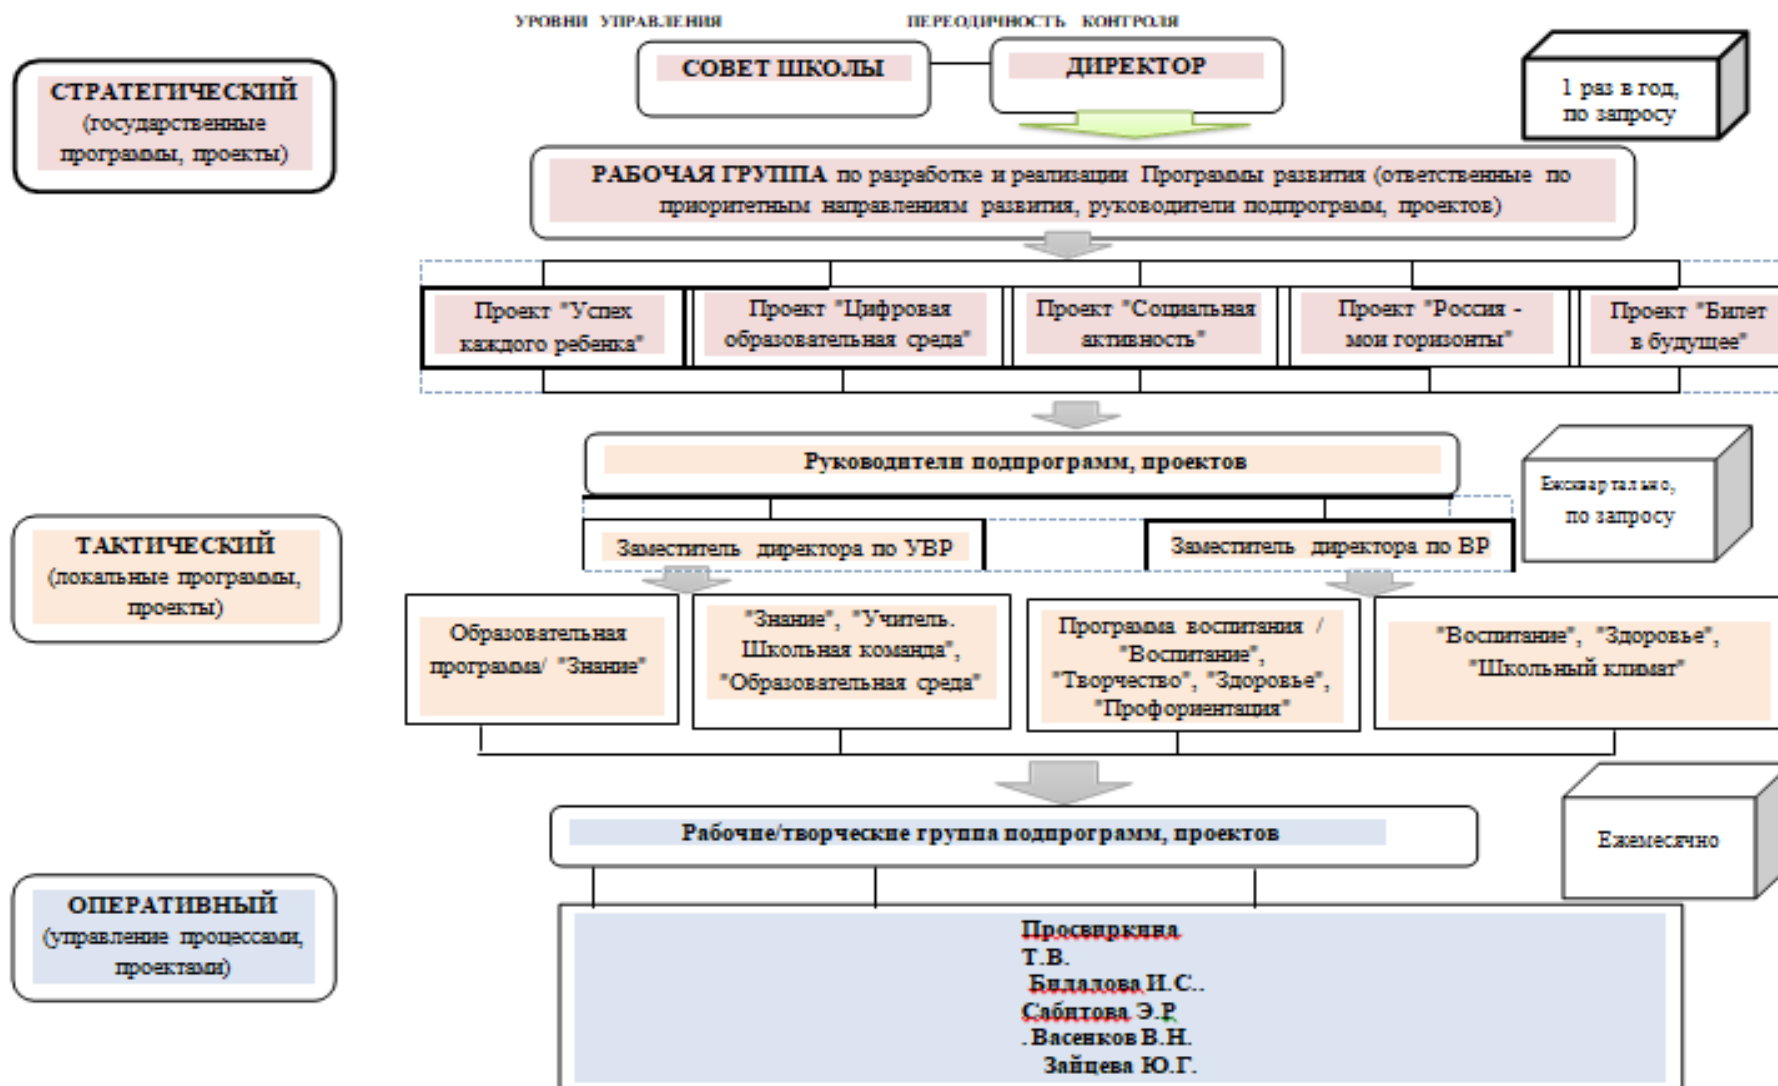 УРОВНИ УПРАВЛЕНИЯ
ПЕРЕОДИЧНОСТЬ КОНТРОЛЯ
СТРАТЕГИЧЕСКИЙ
(государственные
программы, проекты)
СОВЕТ ШКОЛЫ
ДИРЕКТОР
1 раз в год,
по запросу
РАБОЧАЯ ГРУППА по разработке и реализации Программы развития (ответственные по
приоритетным направлениям развития, руководители подпрограмм, проектов)
Проект "Успех
каждого ребенка"
Проект "Цифровая
образовательная среда"
Проект "Социальная
активность"
Проект "Россия -
мои горизонты"
Проект "Билет
в будущее"
Руководители подпрограмм, проектов
Ежеквартально,
по запросу
ТАКТИЧЕСКИЙ
(локальные программы,
проекты)
Заместитель директора по УВР
Заместитель директора по ВР
Образовательная
программа/ "Знание"
"Знание", "Учитель.
Школьная команда",
"Образовательная среда"
Программа воспитания /
"Воспитание",
"Творчество", "Здоровье",
"Профориентация"
"Воспитание", "Здоровье",
"Школьный климат"
Рабочие/творческие группа подпрограмм, проектов
Ежемесячно
ОПЕРАТИВНЫЙ
(управление процессами,
проектами)
Просвиркина
Т.В.
Билалова И.С..
Сабитова Э.Р
.Васенков В.Н.
Зайцева Ю.Г.